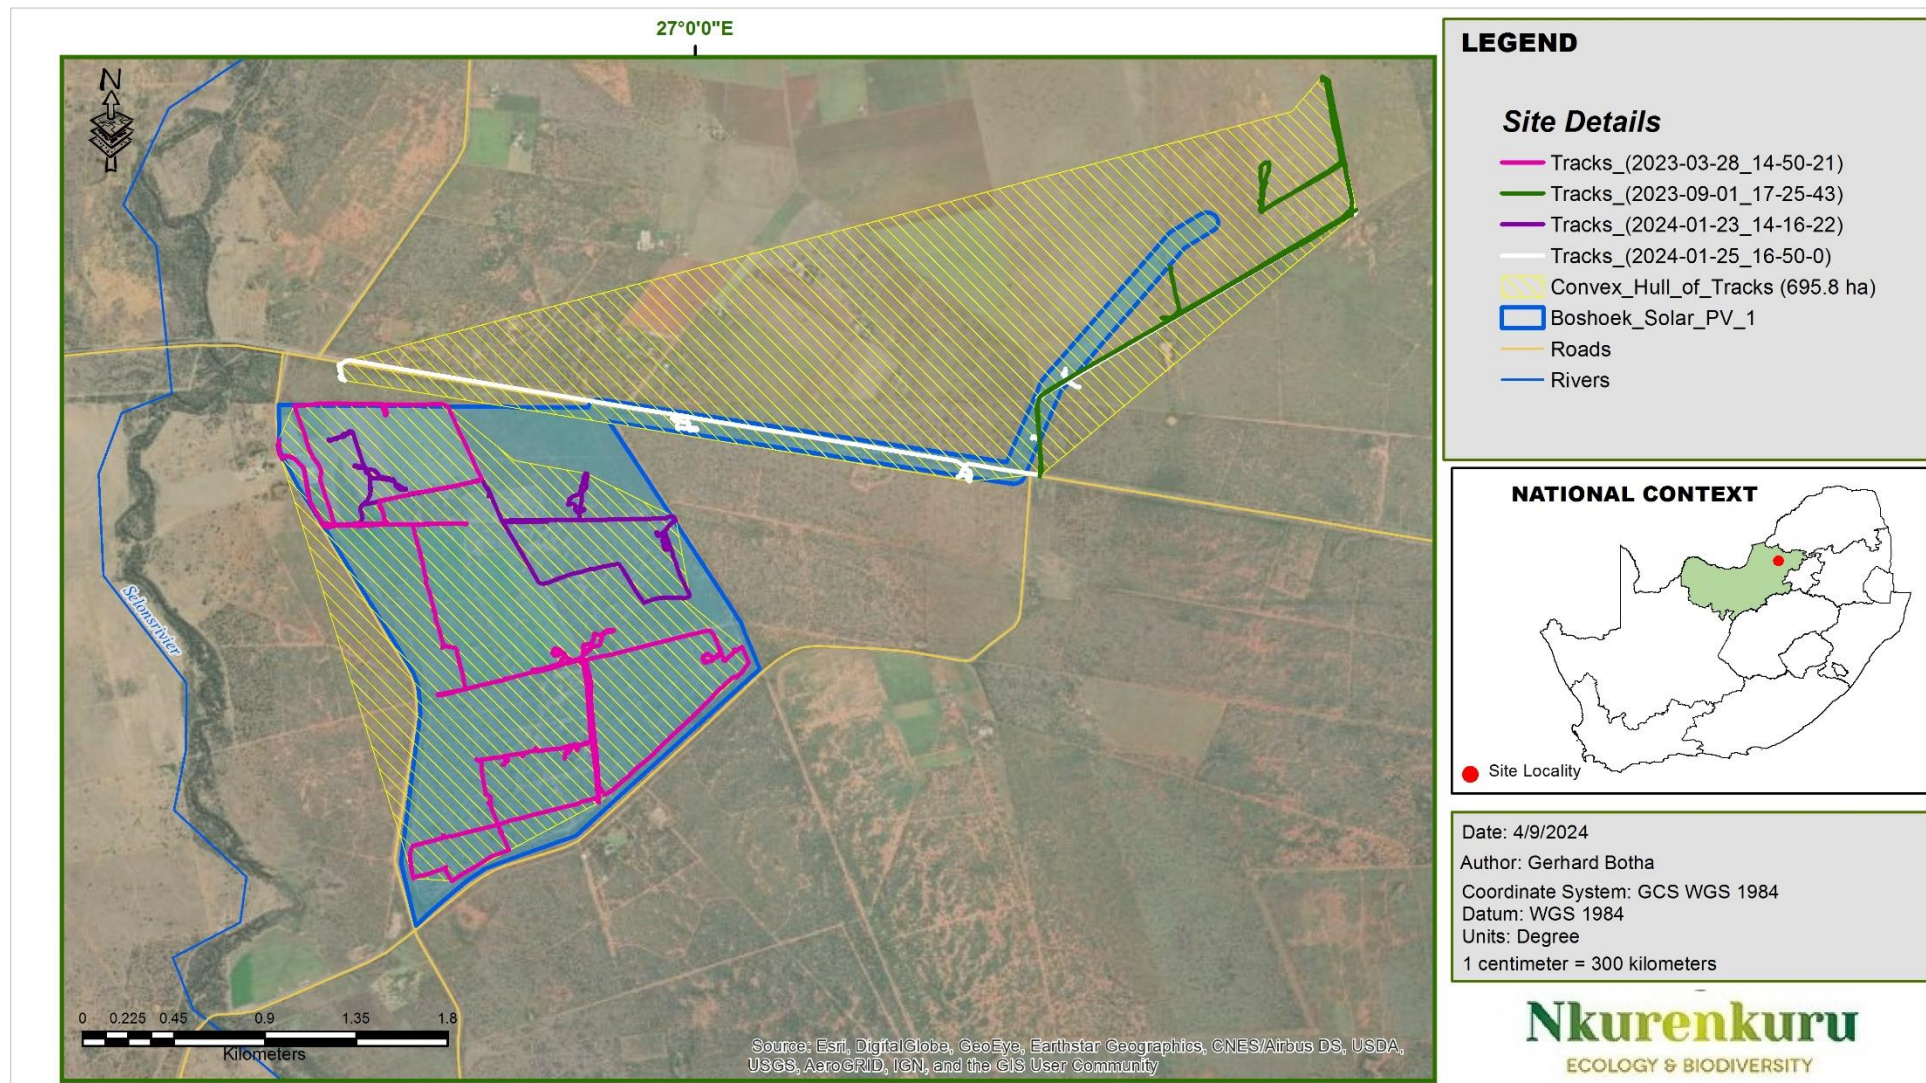 27°0'0"E
N
Selonsrivier
0 0.225 0.45 0.9 1.35 1.8
Kilometers
Source: Esri, DigitalGlobe, GeoEye, Earthstar Geographics, CNES/Airbus DS, USDA,
USGS, AeroGRID, IGN, and the GIS User Community
LEGEND
Site Details
Tracks_(2023-03-28_14-50-21)
Tracks_(2023-09-01_17-25-43)
Tracks_(2024-01-23_14-16-22)
Tracks_(2024-01-25_16-50-0)
Convex_Hull_of_Tracks (695.8 ha)
Boshoek_Solar_PV_1
Roads
Rivers
NATIONAL CONTEXT
Site Locality
Date: 4/9/2024
Author: Gerhard Botha
Coordinate System: GCS WGS 1984
Datum: WGS 1984
Units: Degree
1 centimeter = 300 kilometers
Nkurenkuru
ECOLOGY & BIODIVERSITY